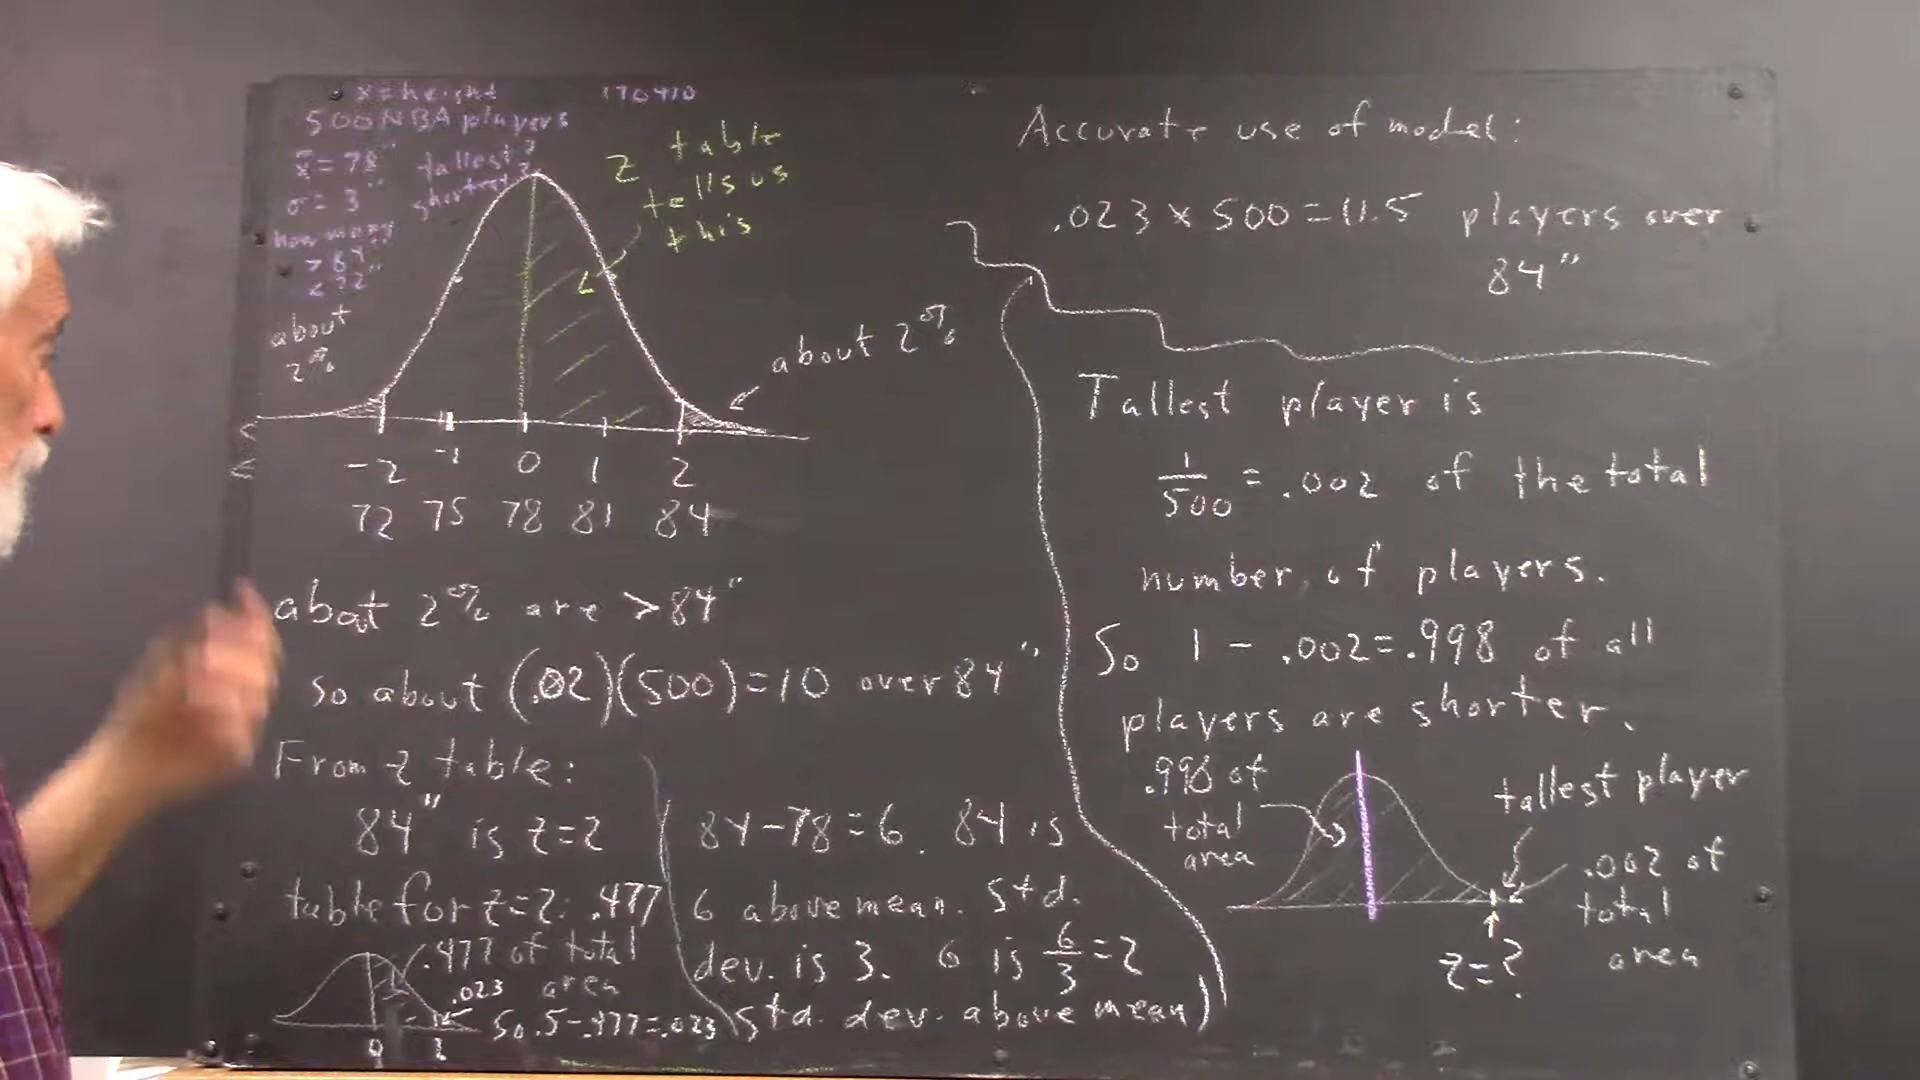 x = height
170410
500 NBA players
x̄ = 78" tallest?
σ = 3" shortest?
how many
> 84"
< 72"
z table
tells us
this
about
2%
about 2%
-2 -1 0 1 2
72 75 78 81 84
abot 2% are > 84"
So about (.02)(500) = 10 over 84"
From z table:
84" is z=2
table for z=2: .477
.477 of total
area
.023
So .5 - .477 = .023
0 2
84-78=6. 84 is
6 above mean. Std.
dev. is 3. 6 is 6/3 = 2
std. dev. above mean)
Accurate use of model:
.023 x 500 = 11.5 players over
84"
Tallest player is
1/500 = .002 of the total
number of players.
So 1 - .002 = .998 of all
players are shorter.
.998 of
total
area
tallest player
.002 of
total
area
z=?